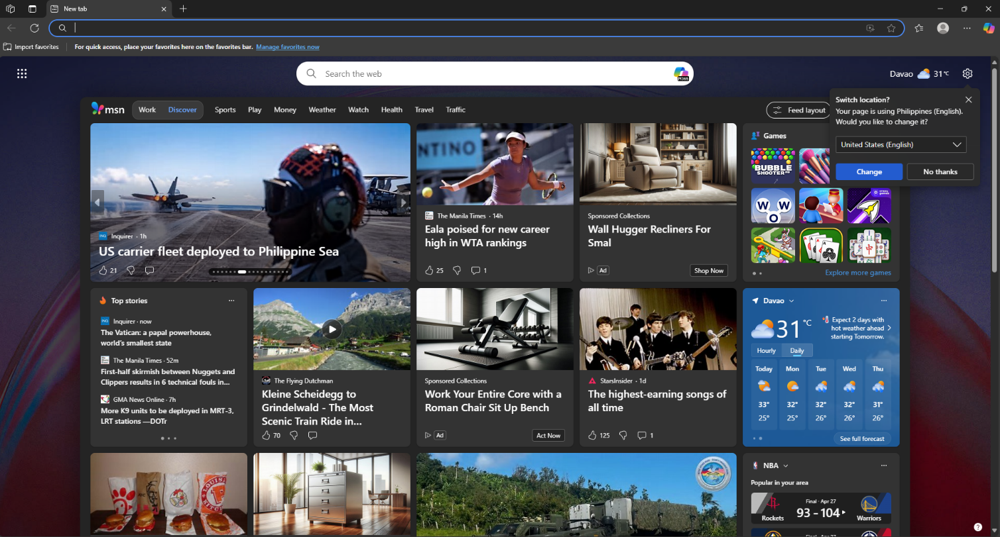 New tab
Import favorites
For quick access, place your favorites here on the favorites bar. Manage favorites now
Search the web
M365
Davao 31°C
Switch location?
Your page is using Philippines (English).
Would you like to change it?
United States (English)
Change
No thanks
msn
Work
Discover
Sports
Play
Money
Weather
Watch
Health
Travel
Traffic
Feed layout
Inquirer · 1h
US carrier fleet deployed to Philippine Sea
21
NTINO
The Manila Times · 14h
Eala poised for new career
high in WTA rankings
25
1
Sponsored Collections
Wall Hugger Recliners For
Smal
Ad
Shop Now
Games
BUBBLE
SHOOTER
W O W
O
Explore more games
Top stories
Inquirer · now
The Vatican: a papal powerhouse,
world's smallest state
The Manila Times · 52m
First-half skirmish between Nuggets and
Clippers results in 6 technical fouls in...
GMA News Online · 7h
More K9 units to be deployed in MRT-3,
LRT stations —DOTr
The Flying Dutchman
Kleine Scheidegg to
Grindelwald - The Most
Scenic Train Ride in...
70
Sponsored Collections
Work Your Entire Core with a
Roman Chair Sit Up Bench
Ad
Act Now
StarsInsider · 1d
The highest-earning songs of
all time
125
1
Davao
31°C
Expect 2 days with
hot weather ahead
starting Tomorrow.
Hourly
Daily
Today Mon Tue Wed Thu
33° 32° 32° 32° 31°
25° 25° 26° 26° 26°
See full forecast
NBA
Popular in your area
Final · Apr 27
Rockets 93 - 104 Warriors